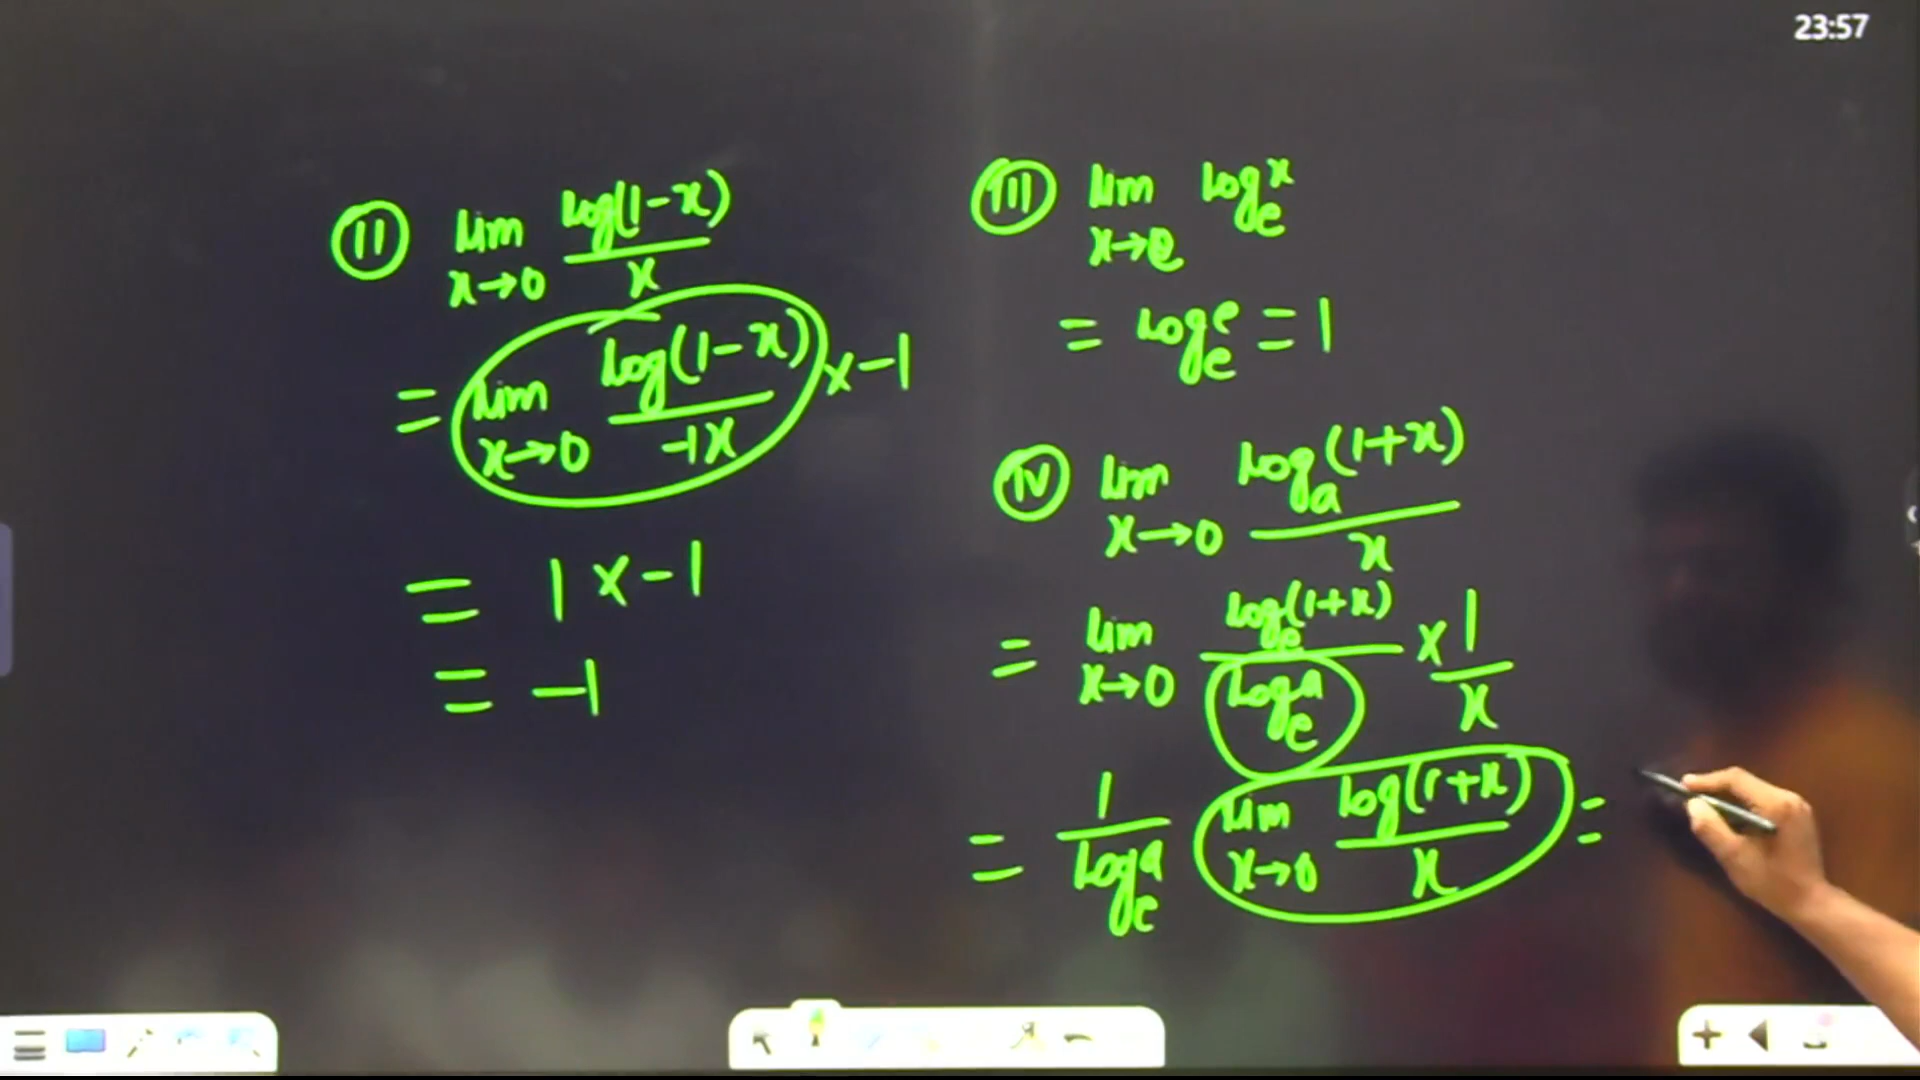 23:57
(II) lim x→0 log(1-x)/x
= lim x→0 log(1-x)/-1x x-1
= 1 x -1
= -1
(III) lim x→e log_e^x
= log_e^e = 1
(IV) lim x→0 log_a(1+x)/x
= lim x→0 log_e(1+x)/log_e^a x 1/x
= 1/log_e^a lim x→0 log(1+x)/x =